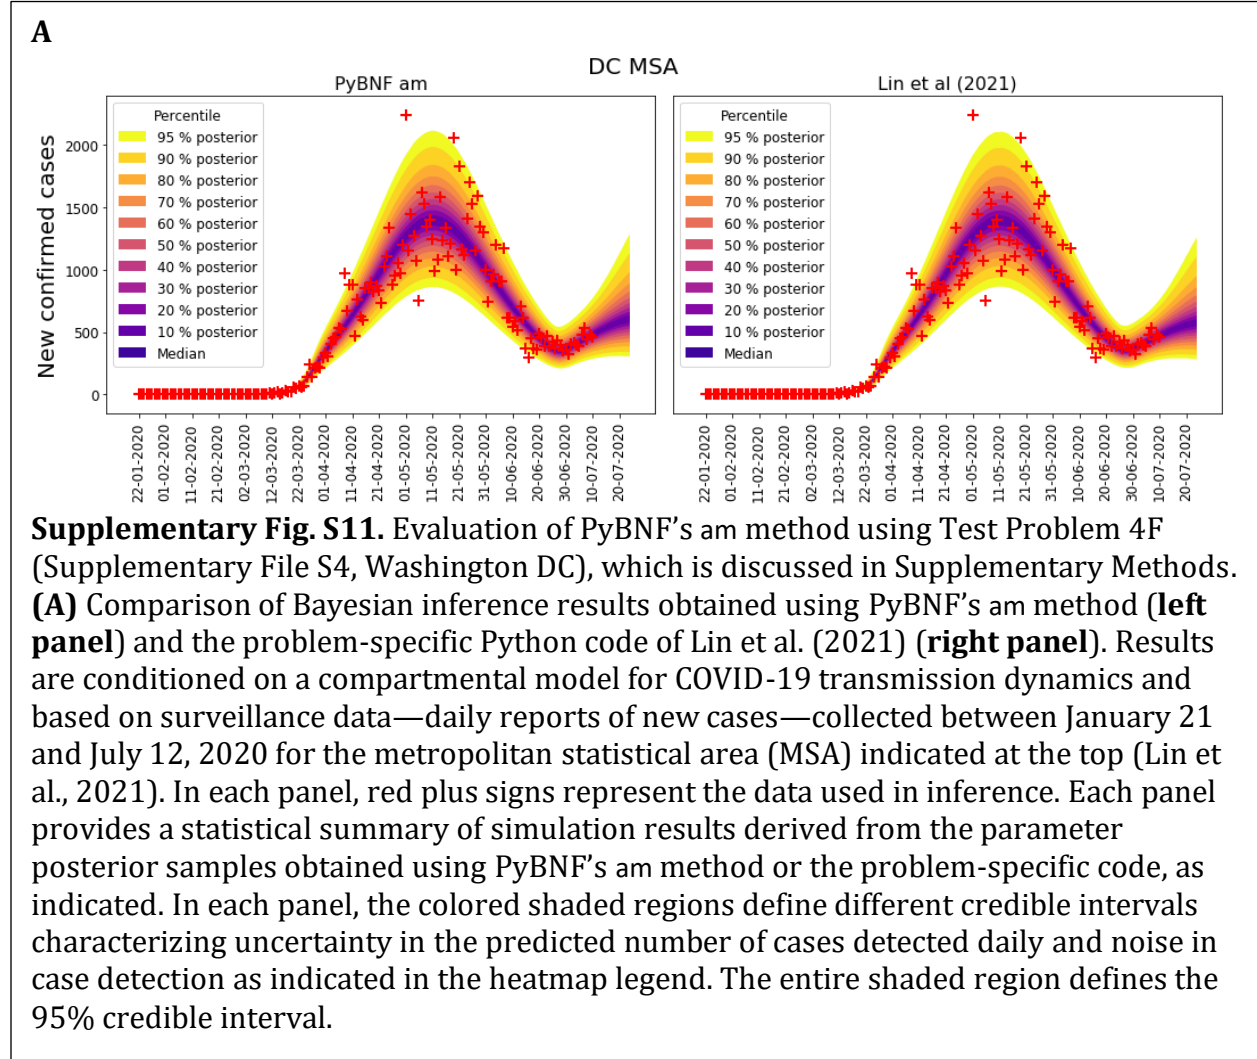 A
DC MSA
PyBNF am
Lin et al (2021)
New confirmed cases
2000
1500
1000
500
0
Percentile
95 % posterior
90 % posterior
80 % posterior
70 % posterior
60 % posterior
50 % posterior
40 % posterior
30 % posterior
20 % posterior
10 % posterior
Median
Percentile
95 % posterior
90 % posterior
80 % posterior
70 % posterior
60 % posterior
50 % posterior
40 % posterior
30 % posterior
20 % posterior
10 % posterior
Median
22-01-2020
01-02-2020
11-02-2020
21-02-2020
02-03-2020
12-03-2020
22-03-2020
01-04-2020
11-04-2020
21-04-2020
01-05-2020
11-05-2020
21-05-2020
31-05-2020
10-06-2020
20-06-2020
30-06-2020
10-07-2020
20-07-2020
22-01-2020
01-02-2020
11-02-2020
21-02-2020
02-03-2020
12-03-2020
22-03-2020
01-04-2020
11-04-2020
21-04-2020
01-05-2020
11-05-2020
21-05-2020
31-05-2020
10-06-2020
20-06-2020
30-06-2020
10-07-2020
20-07-2020
Supplementary Fig. S11. Evaluation of PyBNF’s am method using Test Problem 4F
(Supplementary File S4, Washington DC), which is discussed in Supplementary Methods.
(A) Comparison of Bayesian inference results obtained using PyBNF’s am method (left
panel) and the problem-specific Python code of Lin et al. (2021) (right panel). Results
are conditioned on a compartmental model for COVID-19 transmission dynamics and
based on surveillance data—daily reports of new cases—collected between January 21
and July 12, 2020 for the metropolitan statistical area (MSA) indicated at the top (Lin et
al., 2021). In each panel, red plus signs represent the data used in inference. Each panel
provides a statistical summary of simulation results derived from the parameter
posterior samples obtained using PyBNF’s am method or the problem-specific code, as
indicated. In each panel, the colored shaded regions define different credible intervals
characterizing uncertainty in the predicted number of cases detected daily and noise in
case detection as indicated in the heatmap legend. The entire shaded region defines the
95% credible interval.